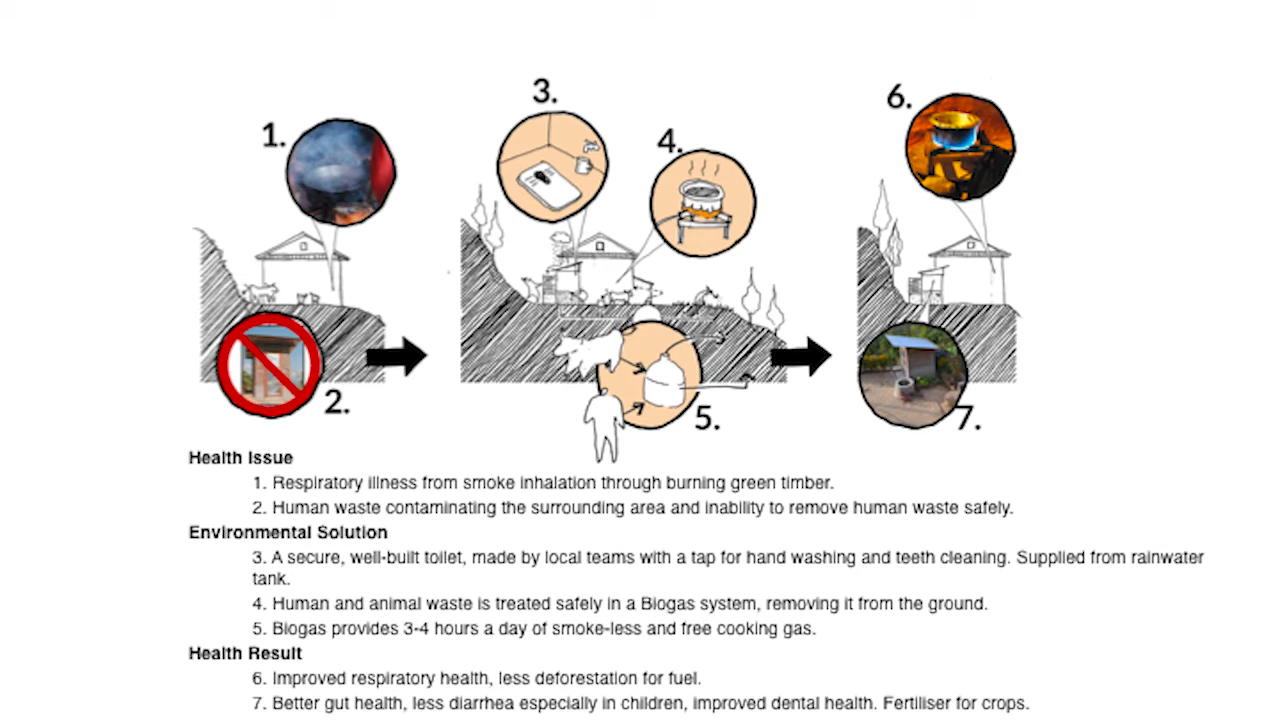 3.
6.
1.
4.
2.
5.
7.
Health Issue
1. Respiratory illness from smoke inhalation through burning green timber.
2. Human waste contaminating the surrounding area and inability to remove human waste safely.
Environmental Solution
3. A secure, well-built toilet, made by local teams with a tap for hand washing and teeth cleaning. Supplied from rainwater
tank.
4. Human and animal waste is treated safely in a Biogas system, removing it from the ground.
5. Biogas provides 3-4 hours a day of smoke-less and free cooking gas.
Health Result
6. Improved respiratory health, less deforestation for fuel.
7. Better gut health, less diarrhea especially in children, improved dental health. Fertiliser for crops.